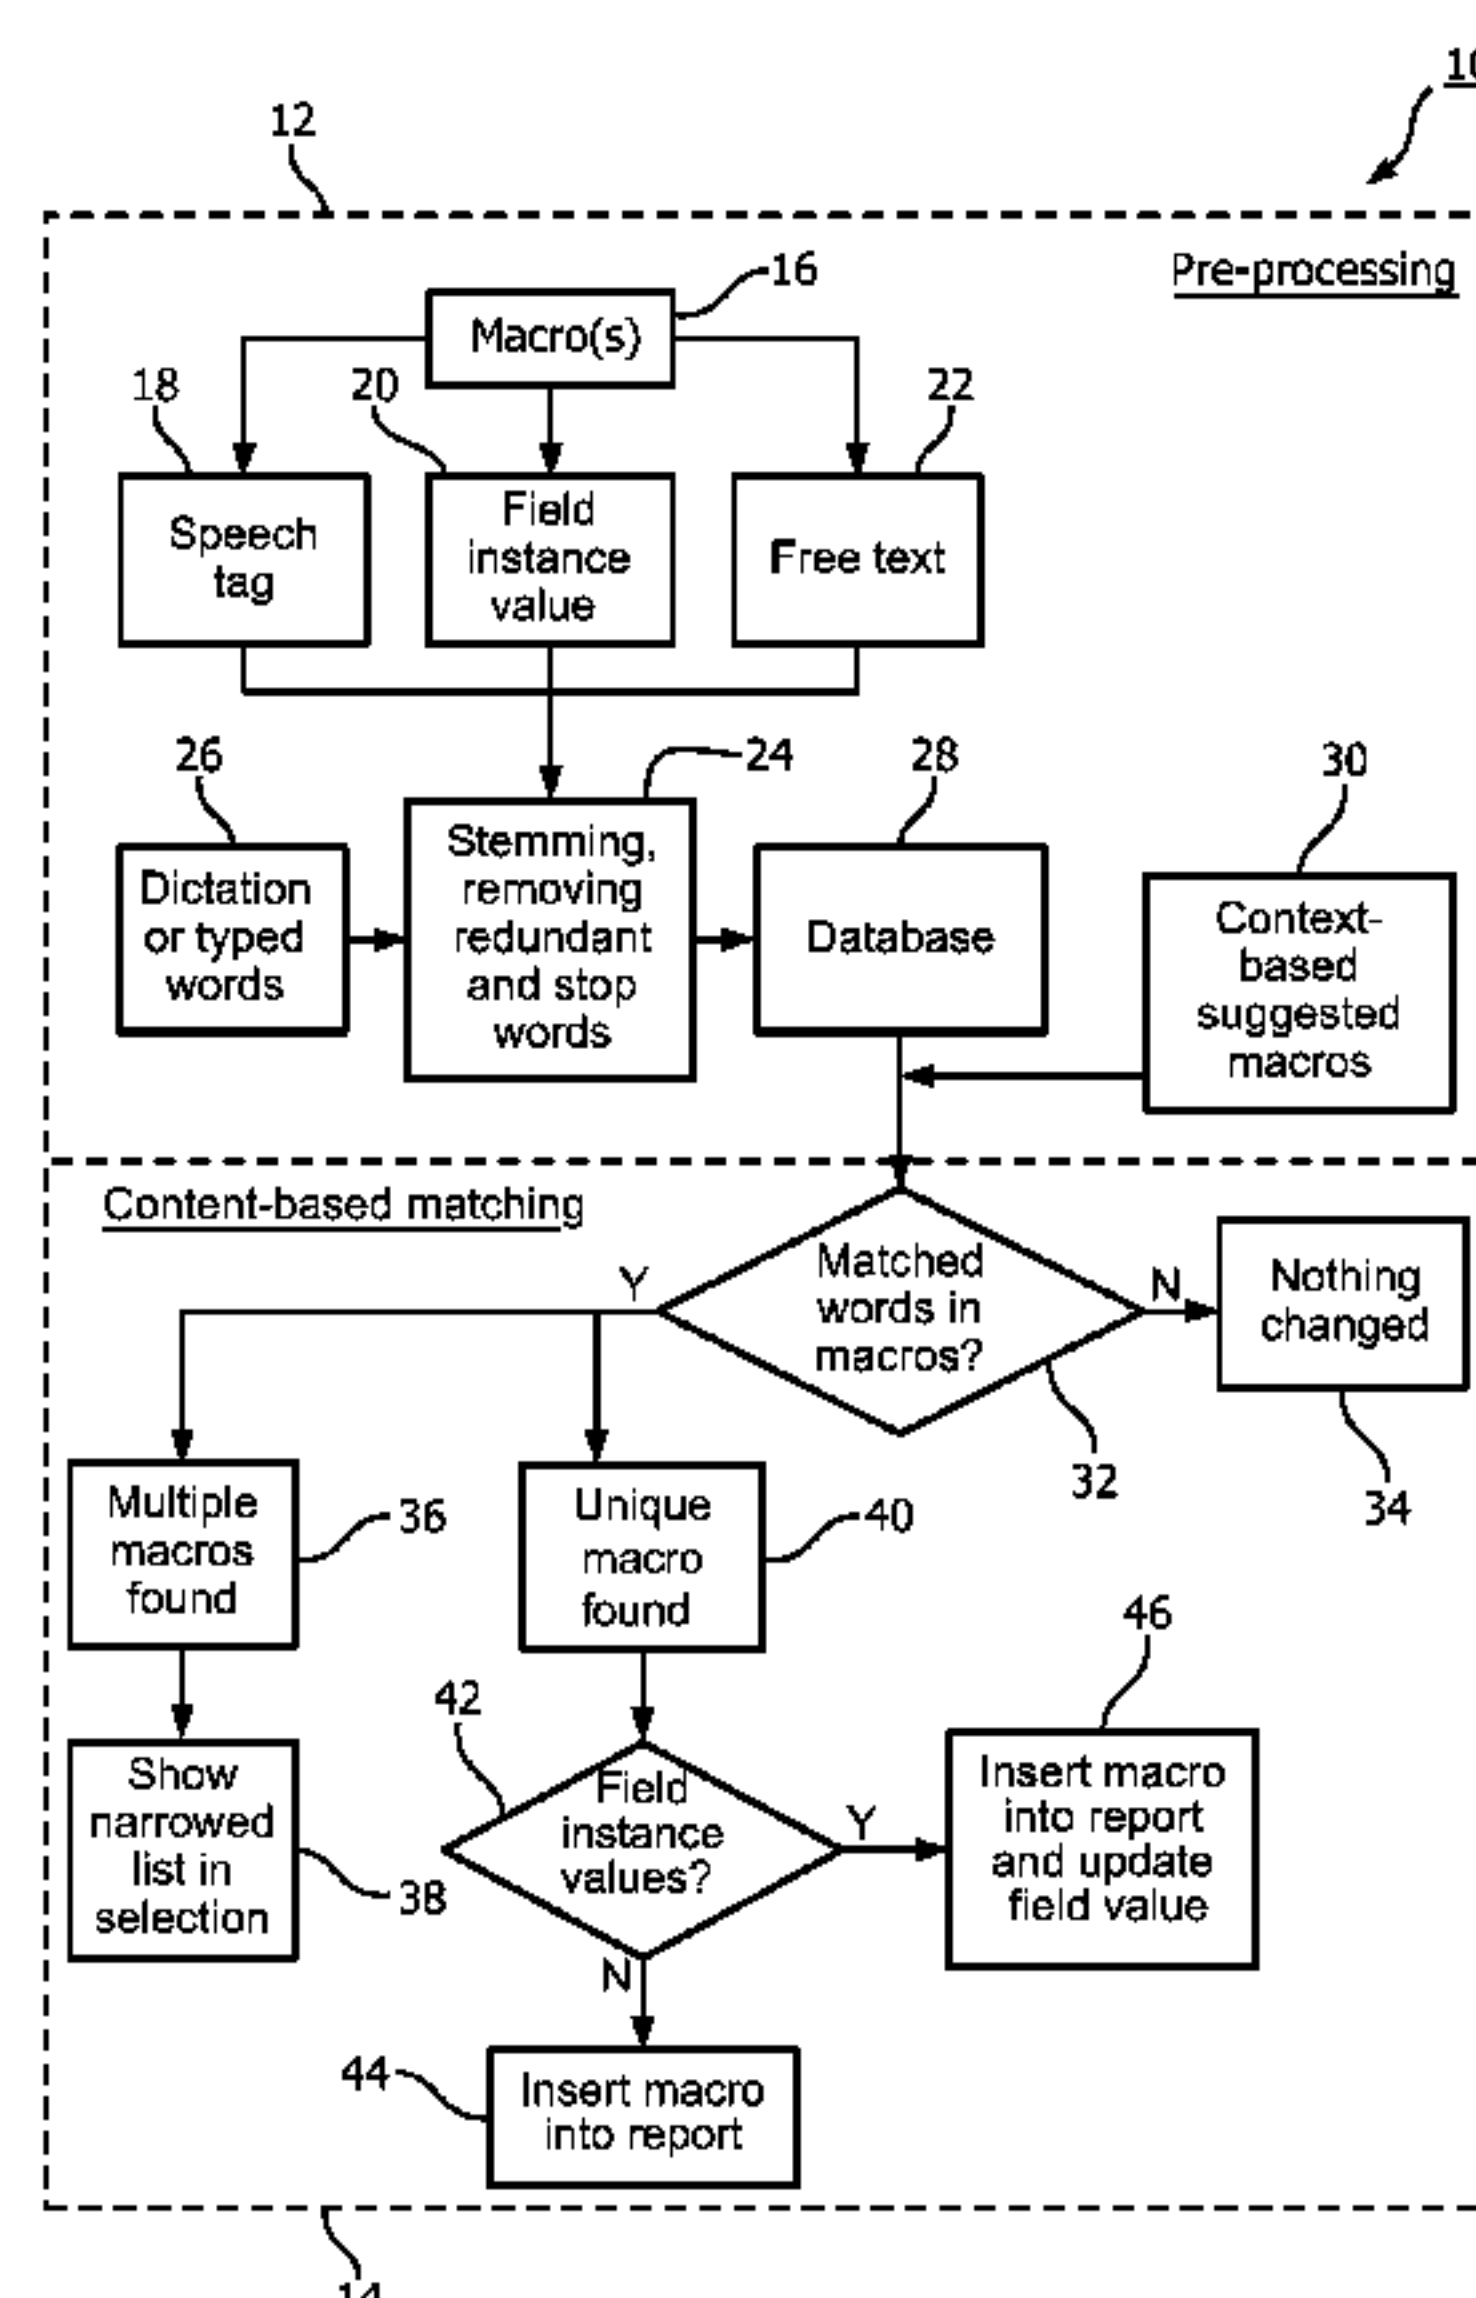 10
12
Pre-processing
16
Macro(s)
18
20
22
Speech
tag
Field
instance
value
Free text
26
24
28
30
Dictation
or typed
words
Stemming,
removing
redundant
and stop
words
Database
Context-
based
suggested
macros
Content-based matching
Y
Matched
words in
macros?
N
Nothing
changed
32
34
Multiple
macros
found
36
Unique
macro
found
40
46
42
Show
narrowed
list in
selection
38
Field
instance
values?
Y
Insert macro
into report
and update
field value
N
44
Insert macro
into report
14